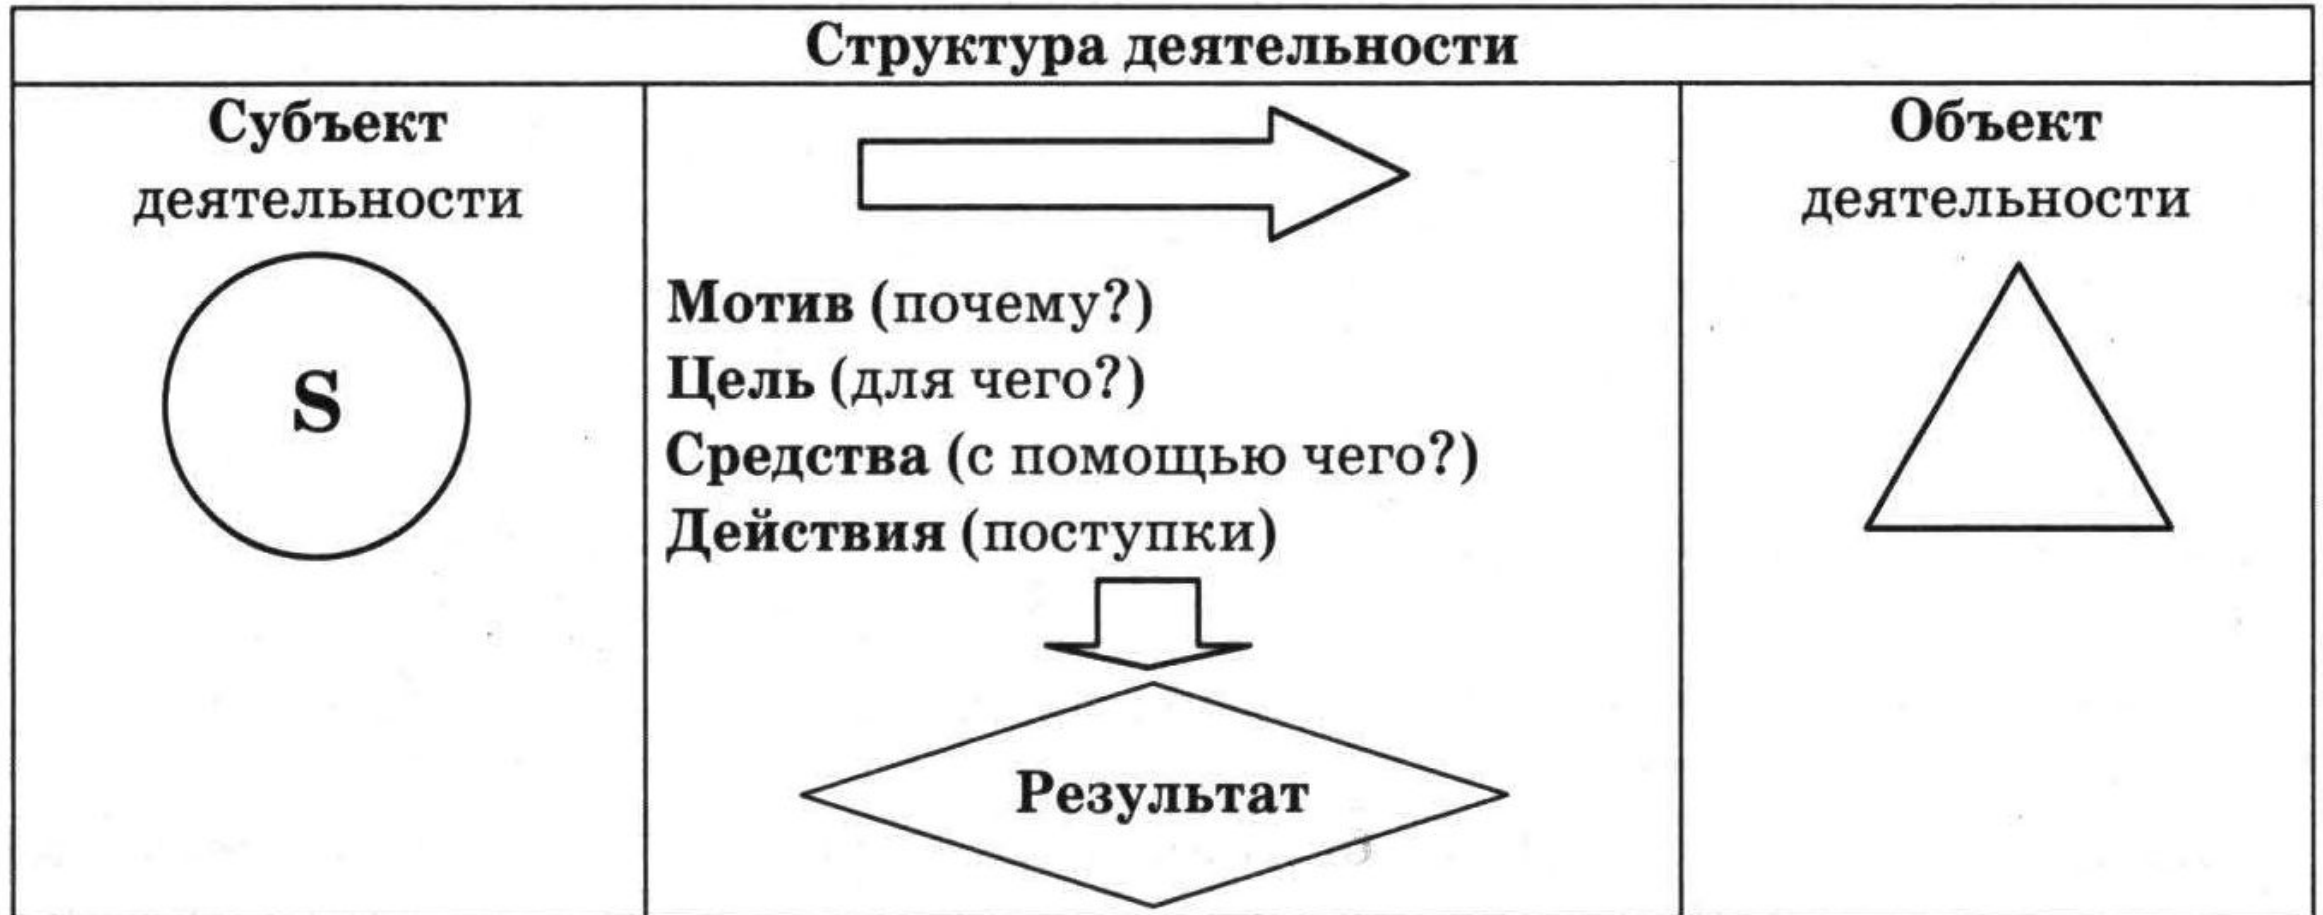 Структура деятельности
Субъект
деятельности
S
Мотив (почему?)
Цель (для чего?)
Средства (с помощью чего?)
Действия (поступки)
Результат
Объект
деятельности